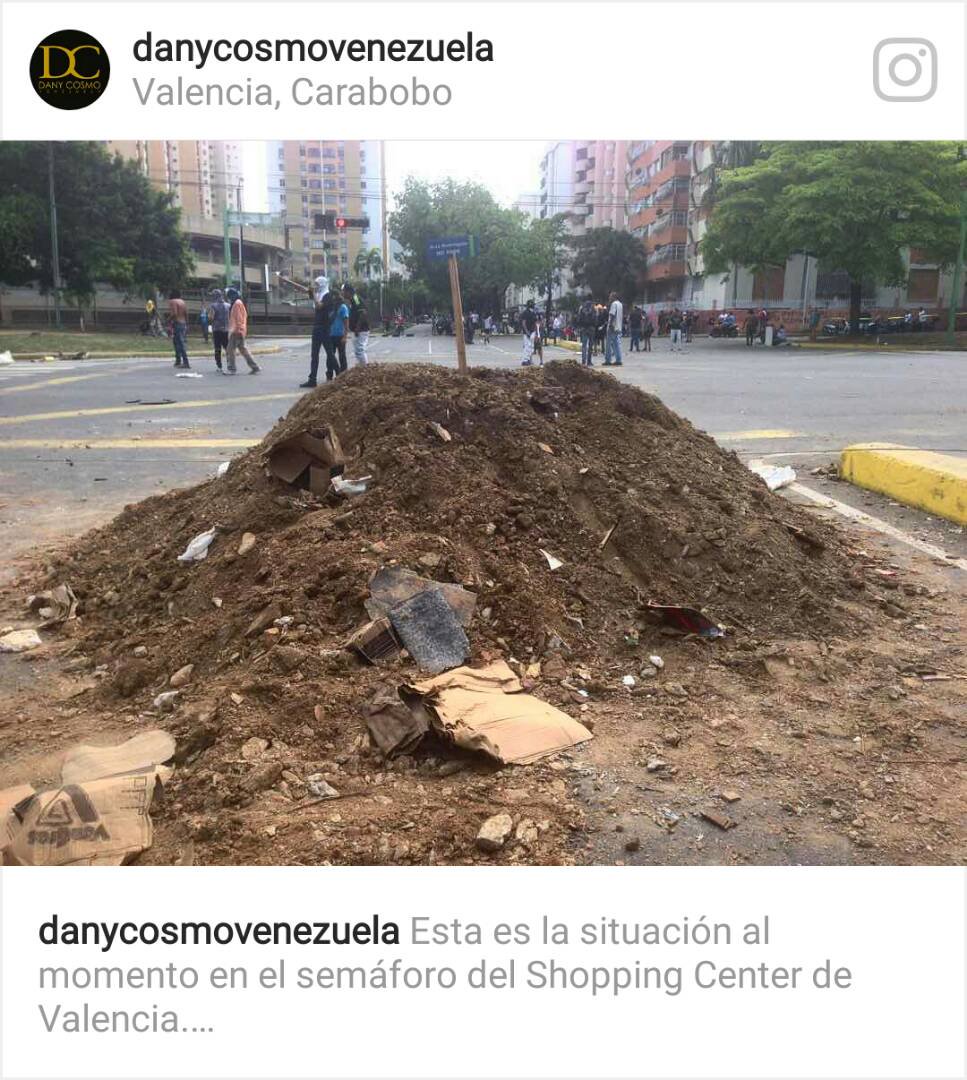 danycosmovenezuela
Valencia, Carabobo
DC
DANY COSMO
danycosmovenezuela Esta es la situación al
momento en el semáforo del Shopping Center de
Valencia....